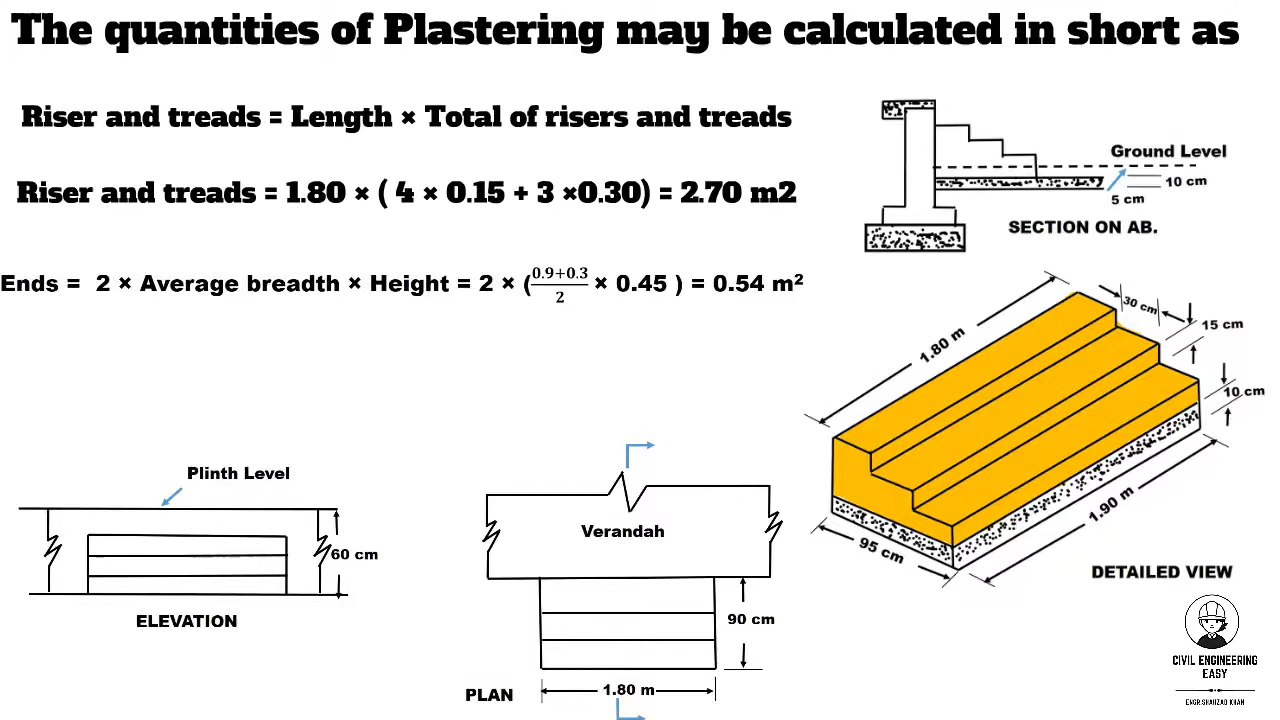 The quantities of Plastering may be calculated in short as
Riser and treads = Length × Total of risers and treads
Riser and treads = 1.80 × ( 4 × 0.15 + 3 ×0.30) = 2.70 m2
Ends = 2 × Average breadth × Height = 2 × (0.9+0.3/2 × 0.45 ) = 0.54 m²
Ground Level
10 cm
5 cm
SECTION ON AB.
30 cm
15 cm
1.80 m
10 cm
1.90 m
95 cm
DETAILED VIEW
Plinth Level
60 cm
ELEVATION
Verandah
90 cm
1.80 m
PLAN
CIVIL ENGINEERING
EASY
ENGR.SHAHZAD KHAN